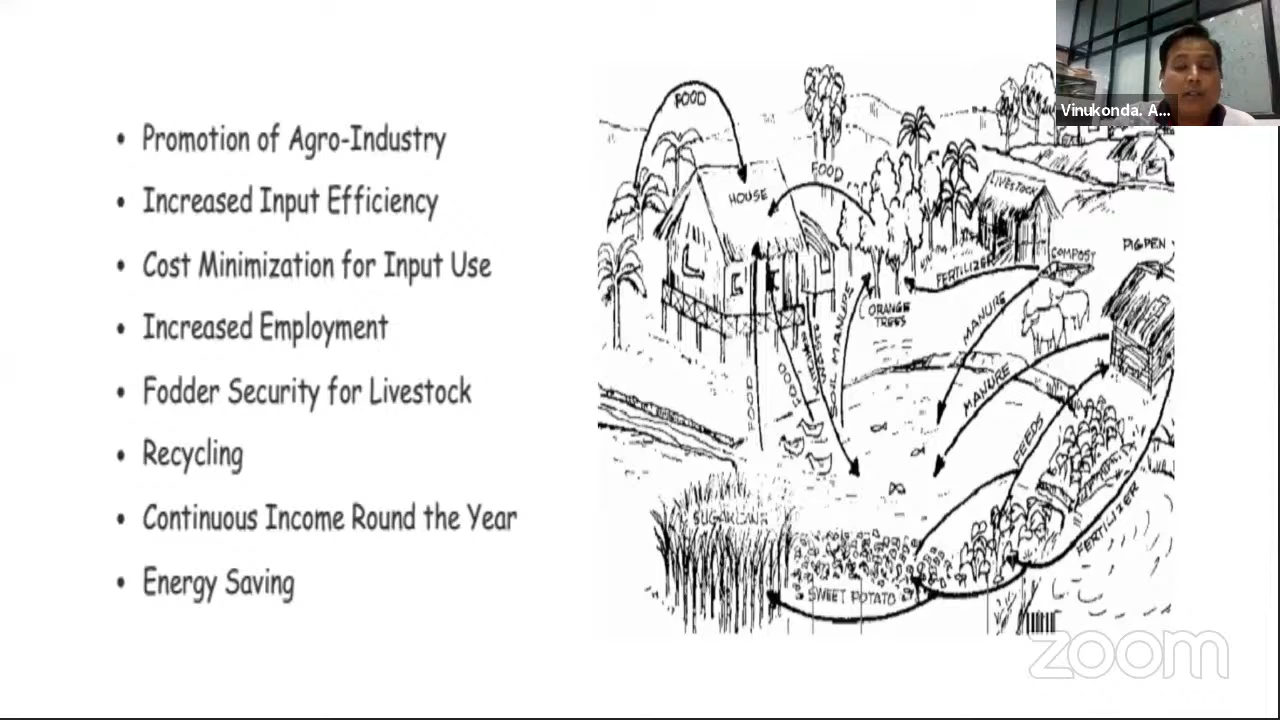 Vinukonda. A...
• Promotion of Agro-Industry
• Increased Input Efficiency
• Cost Minimization for Input Use
• Increased Employment
• Fodder Security for Livestock
• Recycling
• Continuous Income Round the Year
• Energy Saving
FOOD
HOUSE
FOOD
LIVESTOCK
COMPOST
PIGPEN
FERTILIZER
ORANGE
TREES
MANURE
MANURE
SOIL MANURE
FOOD
FOOD
FEEDS
FERTILIZER
SUGARCANE
SWEET POTATO
zoom